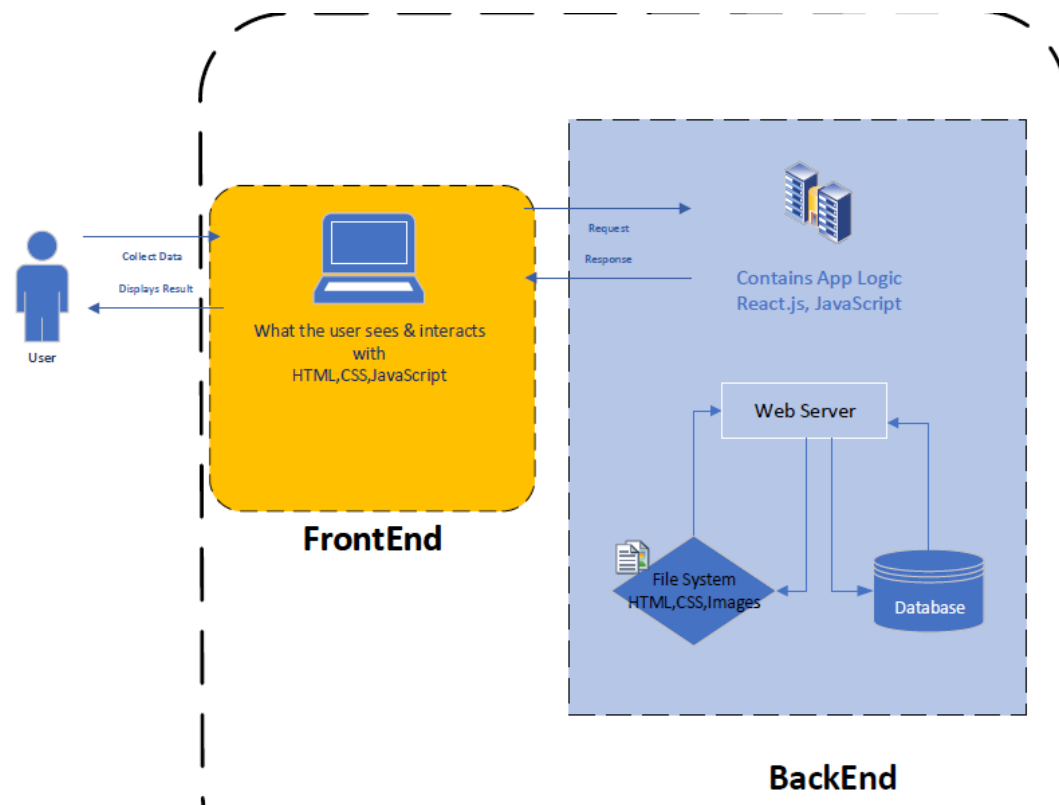 Collect Data
Displays Result
User
What the user sees & interacts
with
HTML,CSS,JavaScript
FrontEnd
Request
Response
Contains App Logic
React.js, JavaScript
Web Server
File System
HTML,CSS,Images
Database
BackEnd